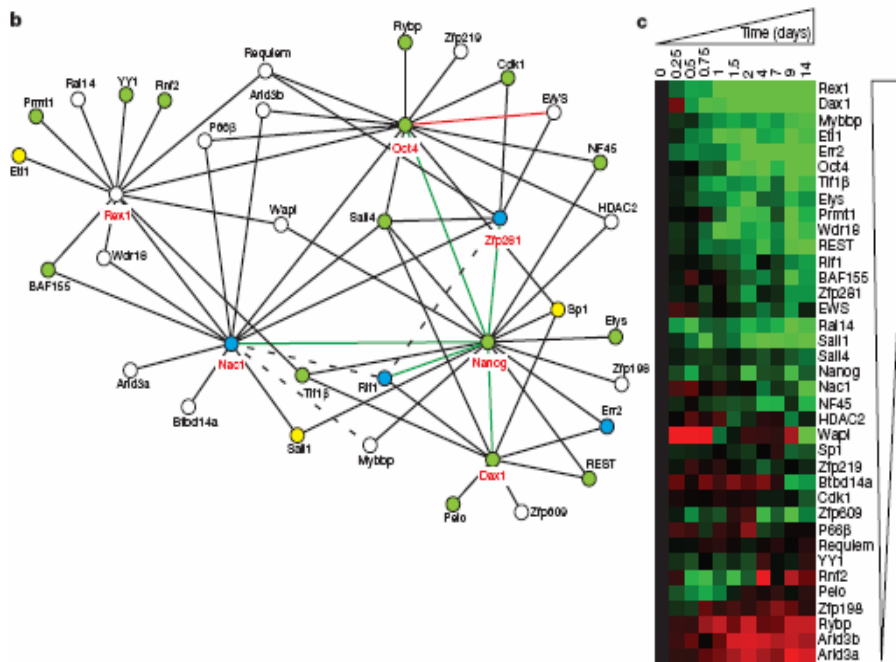 b
Rybp
Zfp219
Requiem
Cdk1
Ral14
YY1
Rnf2
Arid3b
EWS
Prmt1
P66β
Oct4
NF45
Etl1
Wapl
Sall4
HDAC2
Rex1
Zfp281
Wdr18
BAF155
Sp1
Elys
Nac1
Nanog
Arid3a
Tif1β
Rif1
Zfp198
Btbd14a
Err2
Sall1
Mybbp
REST
Dax1
Pelo
Zfp609
c
Time (days)
0 0.25 0.5 0.75 1 1.5 2 4 7 9 14
Rex1
Dax1
Mybbp
Etl1
Err2
Oct4
Tif1β
Elys
Prmt1
Wdr18
REST
Rif1
BAF155
Zfp281
EWS
Ral14
Sall1
Sall4
Nanog
Nac1
NF45
HDAC2
Wapl
Sp1
Zfp219
Btbd14a
Cdk1
Zfp609
P66β
Requiem
YY1
Rnf2
Pelo
Zfp198
Rybp
Arid3b
Arid3a